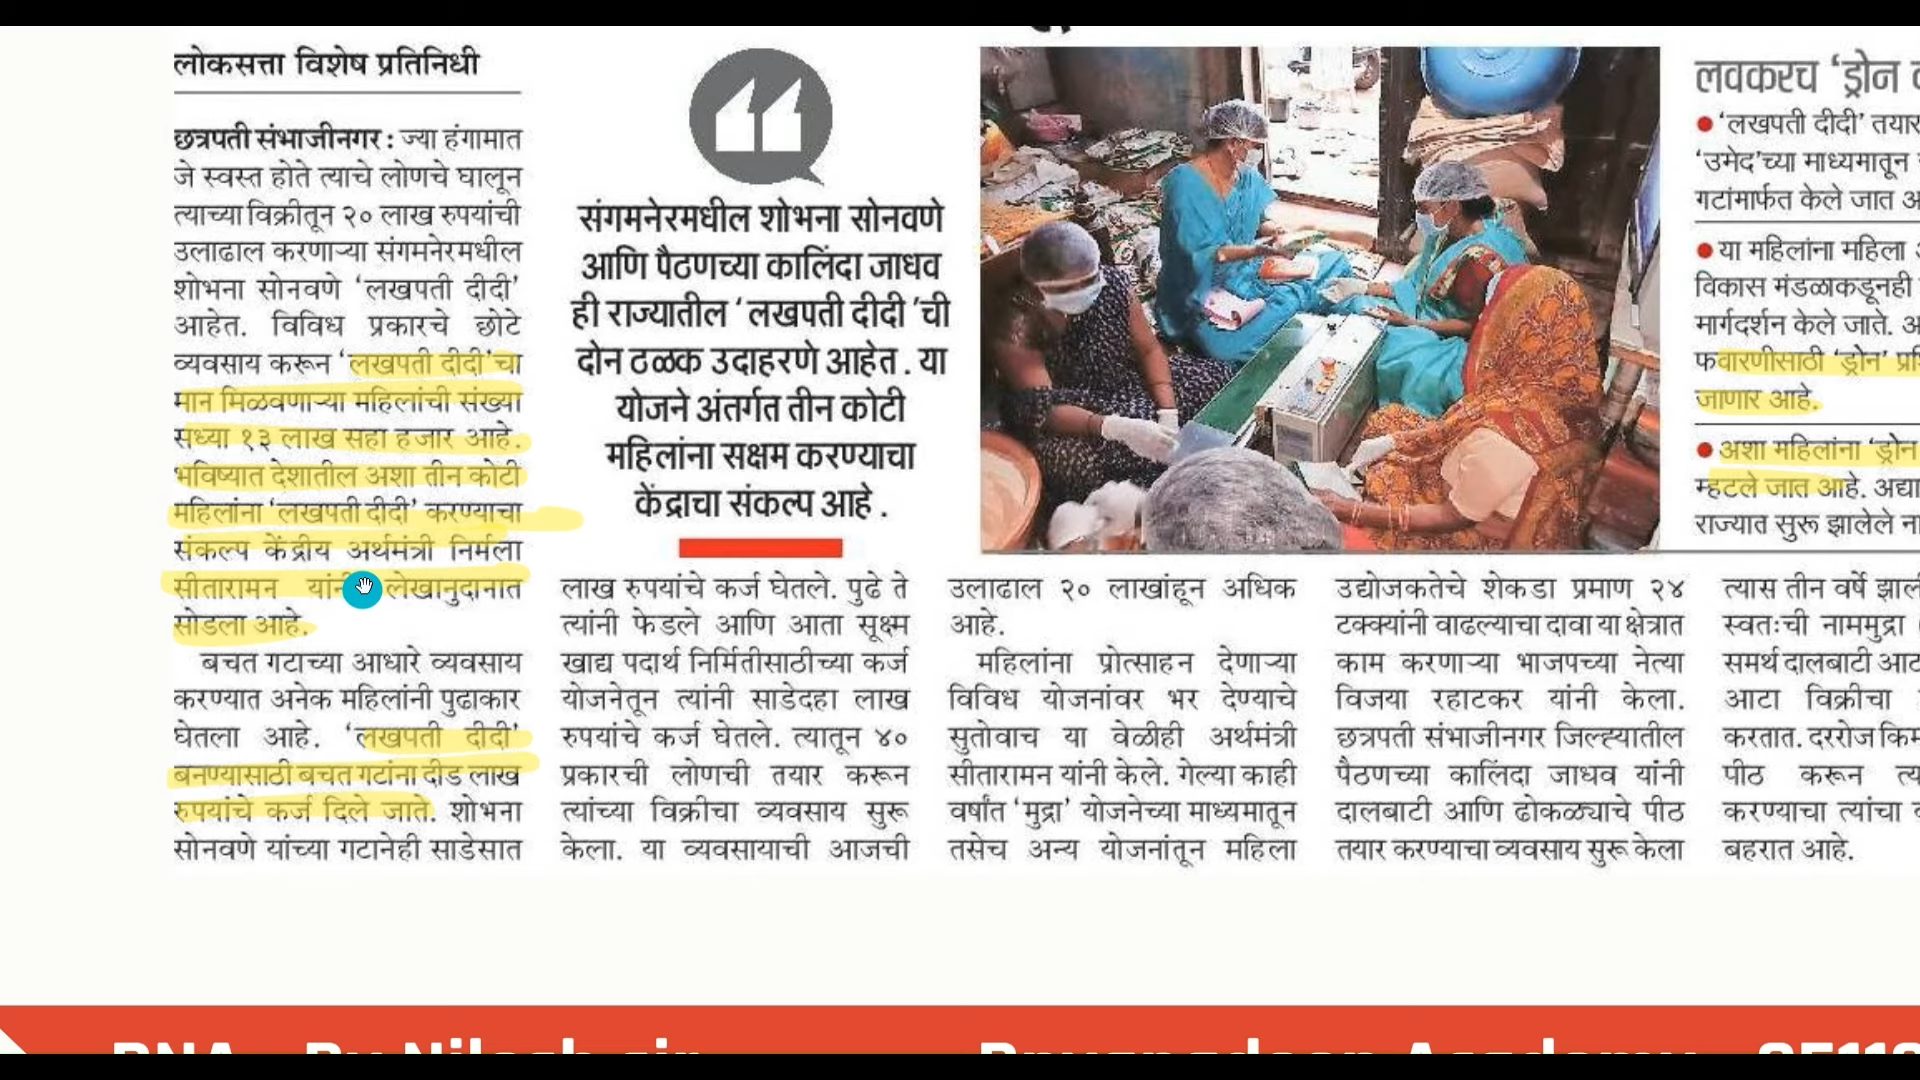 लोकसत्ता विशेष प्रतिनिधी
छत्रपती संभाजीनगर : ज्या हंगामात
जे स्वस्त होते त्याचे लोणचे घालून
त्याच्या विक्रीतून २० लाख रुपयांची
उलाढाल करणाऱ्या संगमनेरमधील
शोभना सोनवणे ‘लखपती दीदी’
आहेत. विविध प्रकारचे छोटे
व्यवसाय करून ‘लखपती दीदी’चा
मान मिळवणाऱ्या महिलांची संख्या
सध्या १३ लाख सहा हजार आहे.
भविष्यात देशातील अशा तीन कोटी
महिलांना ‘लखपती दीदी’ करण्याचा
संकल्प केंद्रीय अर्थमंत्री निर्मला
सीतारामन लेखानुदानात
सोडला आहे.
बचत गटाच्या आधारे व्यवसाय
करण्यात अनेक महिलांनी पुढाकार
घेतला आहे. ‘लखपती दीदी’
बनण्यासाठी बचत गटांना दीड लाख
रुपयांचे कर्ज दिले जाते. शोभना
सोनवणे यांच्या गटानेही साडेसात
संगमनेरमधील शोभना सोनवणे
आणि पैठणच्या कालिंदा जाधव
ही राज्यातील ‘लखपती दीदी’ची
दोन ठळक उदाहरणे आहेत. या
योजने अंतर्गत तीन कोटी
महिलांना सक्षम करण्याचा
केंद्राचा संकल्प आहे.
लाख रुपयांचे कर्ज घेतले. पुढे ते
त्यांनी फेडले आणि आता सूक्ष्म
खाद्य पदार्थ निर्मितीसाठीच्या कर्ज
योजनेतून त्यांनी साडेदहा लाख
रुपयांचे कर्ज घेतले. त्यातून ४०
प्रकारची लोणची तयार करून
त्यांच्या विक्रीचा व्यवसाय सुरू
केला. या व्यवसायाची आजची
उलाढाल २० लाखांहून अधिक
आहे.
महिलांना प्रोत्साहन देणाऱ्या
विविध योजनांवर भर देण्याचे
सुतोवाच या वेळीही अर्थमंत्री
सीतारामन यांनी केले. गेल्या काही
वर्षांत ‘मुद्रा’ योजनेच्या माध्यमातून
तसेच अन्य योजनांतून महिला
उद्योजकतेचे शेकडा प्रमाण २४
टक्क्यांनी वाढल्याचा दावा या क्षेत्रात
काम करणाऱ्या भाजपच्या नेत्या
विजया रहाटकर यांनी केला.
छत्रपती संभाजीनगर जिल्ह्यातील
पैठणच्या कालिंदा जाधव यांनी
दालबाटी आणि ढोकळ्याचे पीठ
तयार करण्याचा व्यवसाय सुरू केला
लवकरच ‘ड्रोन
‘लखपती दीदी’ तयार
‘उमेद’च्या माध्यमातून
गटांमार्फत केले जात
या महिलांना महिला
विकास मंडळाकडूनही
मार्गदर्शन केले जाते.
फवारणीसाठी ‘ड्रोन’
जाणार आहे.
अशा महिलांना ‘ड्रोन
म्हटले जात आहे.
राज्यात सुरू झालेले
त्यास तीन वर्षे
स्वतःची नाममुद्रा
समर्थ दालबाटी
आटा विक्रीचा
करतात. दररोज
पीठ करून
करण्याचा त्यांचा
बहरात आहे.